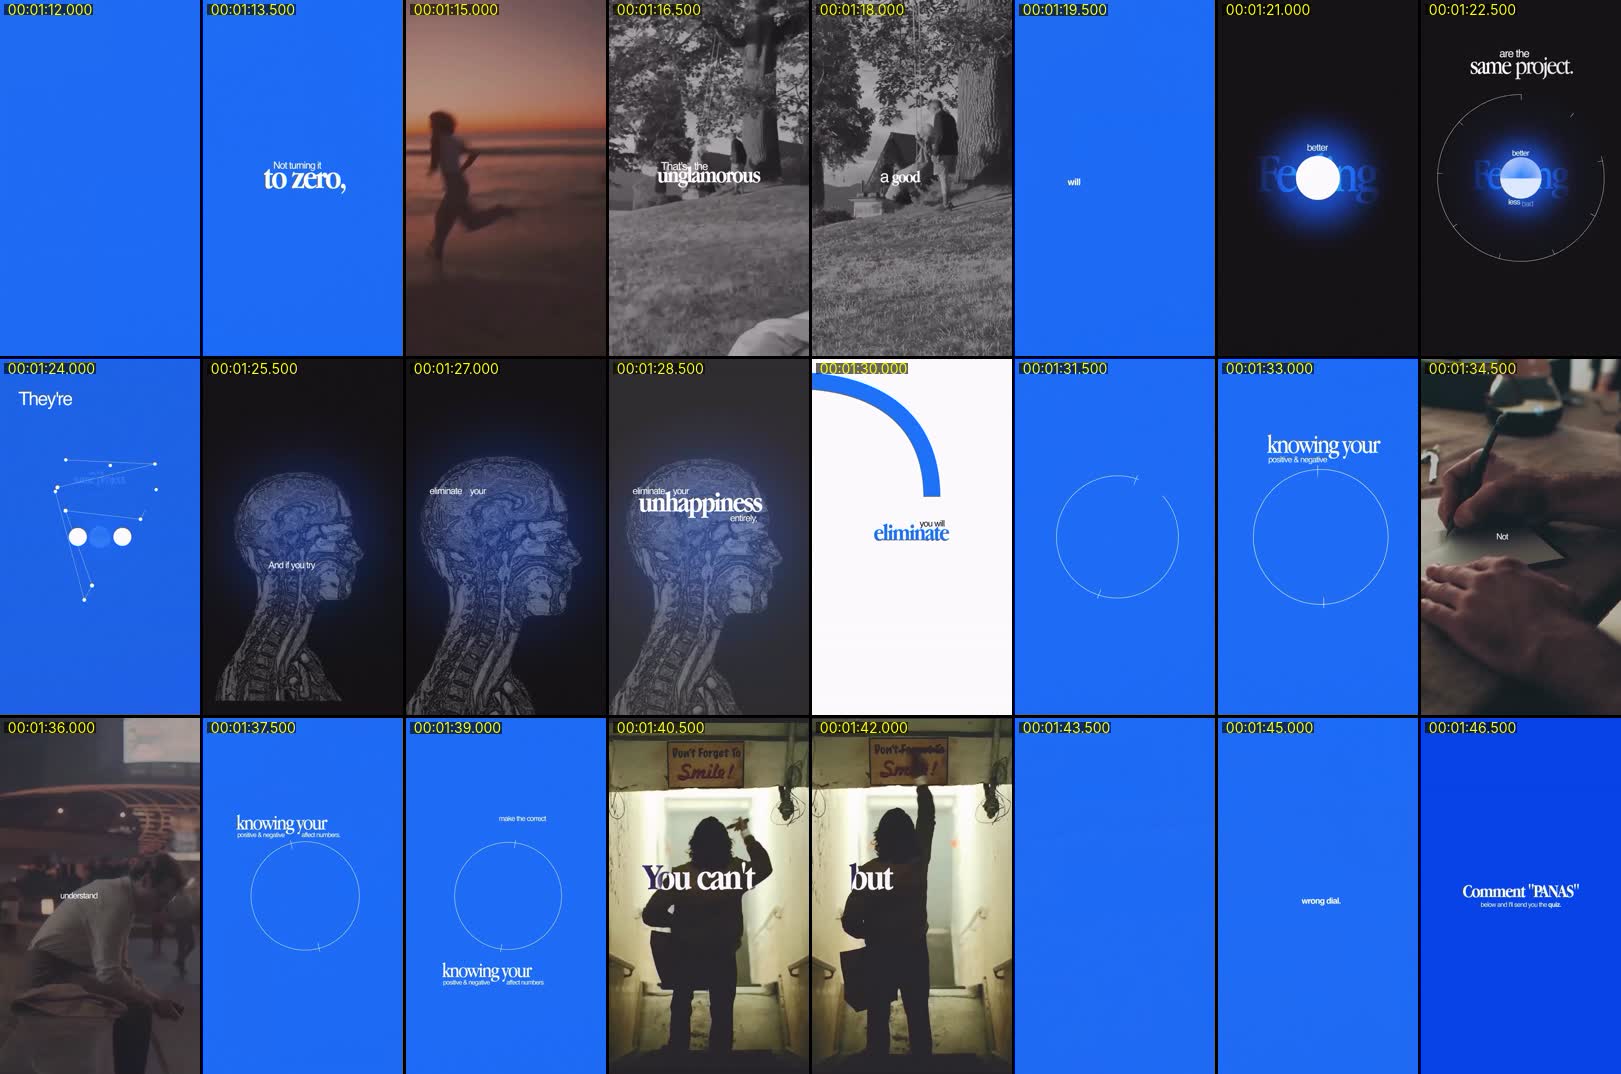 00:01:12.000
00:01:13.500
Not turning it
to zero,
00:01:15.000
00:01:16.500
That's the
unglamorous
00:01:18.000
a good
00:01:19.500
will
00:01:21.000
better
Feeling
00:01:22.500
are the
same project.
better
Feeling
less bad
00:01:24.000
They're
00:01:25.500
And if you try
00:01:27.000
eliminate your
00:01:28.500
eliminate your
unhappiness
entirely.
00:01:30.000
you will
eliminate
00:01:31.500
00:01:33.000
knowing your
positive & negative
00:01:34.500
Not
00:01:36.000
understand
00:01:37.500
knowing your
positive & negative affect numbers.
00:01:39.000
make the correct
knowing your
positive & negative affect numbers
00:01:40.500
Don't Forget To
Smile!
You can't
00:01:42.000
Don't Forget To
Smile!
but
00:01:43.500
00:01:45.000
wrong dial.
00:01:46.500
Comment "PANAS"
below and I'll send you the quiz.